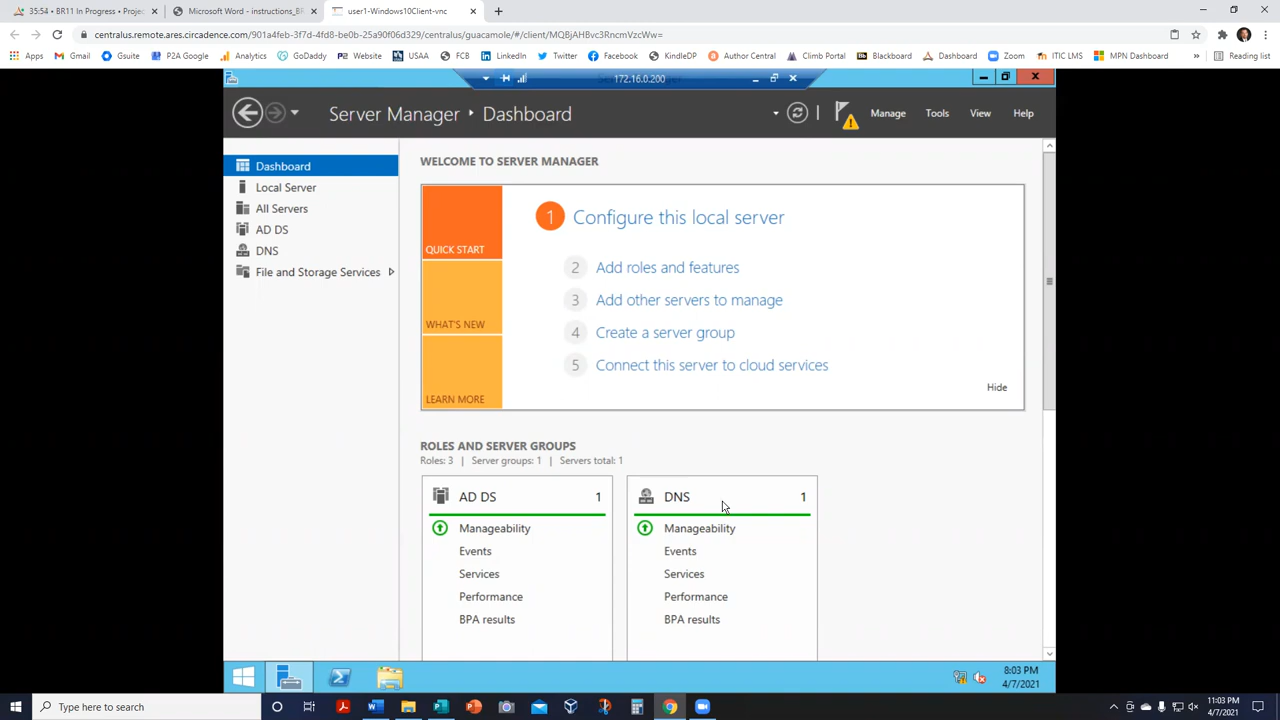 35:54 • BR11 In Progress • Projec
Microsoft Word - instructions_BR
user1-Windows10Client-vnc
centralus.remote.ares.circadence.com/901a4feb-3f7d-4fd8-be0b-25a90f06d329/centralus/guacamole/#/client/MQBjAHBvc3RncmVzcWw=
Apps
Gmail
Gsuite
P2A Google
Analytics
GoDaddy
Website
USAA
FCB
LinkedIn
Twitter
Facebook
KindleDP
Author Central
Climb Portal
Blackboard
Dashboard
Zoom
ITIC LMS
MPN Dashboard
Reading list
172.16.0.200
Server Manager ‣ Dashboard
Manage Tools View Help
Dashboard
Local Server
All Servers
AD DS
DNS
File and Storage Services
WELCOME TO SERVER MANAGER
QUICK START
WHAT'S NEW
LEARN MORE
1 Configure this local server
2 Add roles and features
3 Add other servers to manage
4 Create a server group
5 Connect this server to cloud services
Hide
ROLES AND SERVER GROUPS
Roles: 3 | Server groups: 1 | Servers total: 1
AD DS 1
Manageability
Events
Services
Performance
BPA results
DNS 1
Manageability
Events
Services
Performance
BPA results
8:03 PM
4/7/2021
Type here to search
11:03 PM
4/7/2021